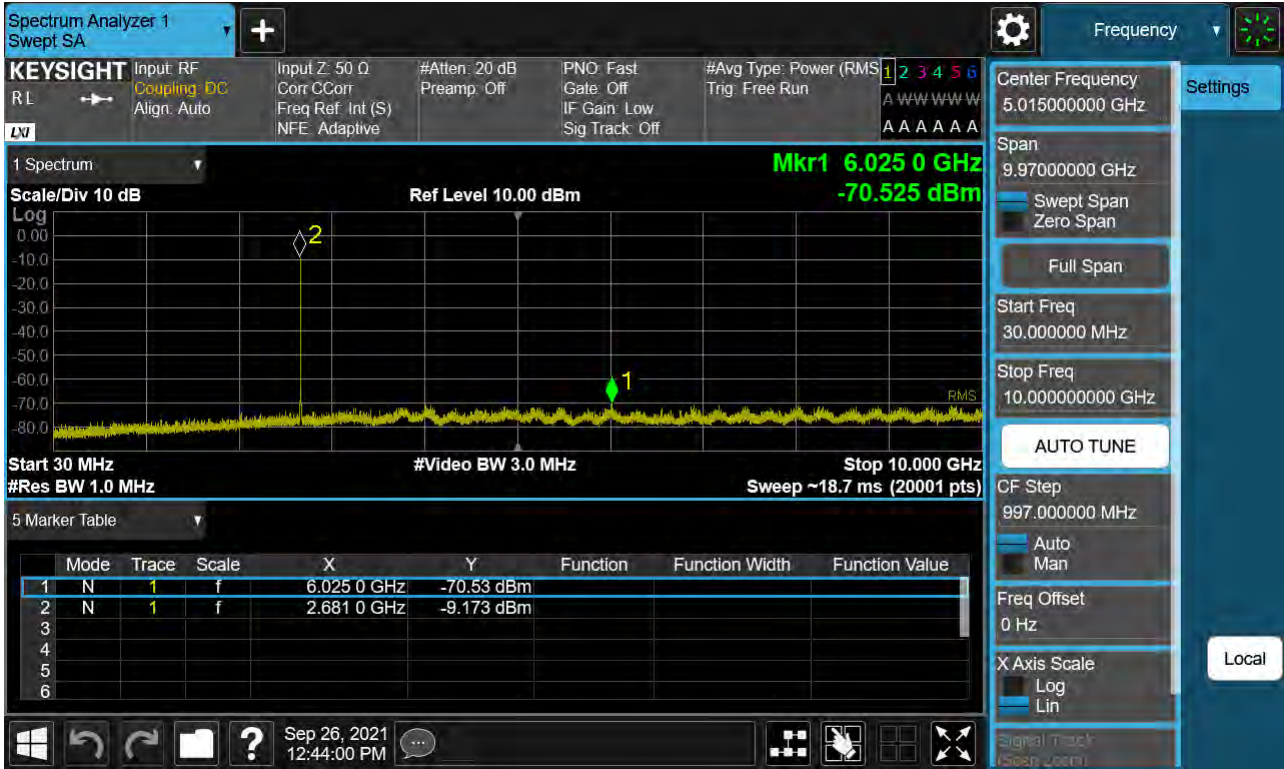 Spectrum Analyzer 1
Swept SA
+
Frequency
KEYSIGHT
RL
LXI
Input: RF
Coupling: DC
Align: Auto
Input Z: 50 Ω
Corr CCorr
Freq Ref: Int (S)
NFE: Adaptive
#Atten: 20 dB
Preamp: Off
PNO: Fast
Gate: Off
IF Gain: Low
Sig Track: Off
#Avg Type: Power (RMS
Trig: Free Run
1 2 3 4 5 6
A W W W W W
A A A A A A
1 Spectrum
Scale/Div 10 dB
Ref Level 10.00 dBm
Mkr1 6.025 0 GHz
-70.525 dBm
Log
0.00
-10.0
-20.0
-30.0
-40.0
-50.0
-60.0
-70.0
-80.0
2
1
RMS
Start 30 MHz
#Video BW 3.0 MHz
Stop 10.000 GHz
#Res BW 1.0 MHz
Sweep ~18.7 ms (20001 pts)
5 Marker Table
Mode Trace Scale X Y Function Function Width Function Value
1 N 1 f 6.025 0 GHz -70.53 dBm
2 N 1 f 2.681 0 GHz -9.173 dBm
3
4
5
6
?
Sep 26, 2021
12:44:00 PM
Center Frequency
5.015000000 GHz
Settings
Span
9.97000000 GHz
Swept Span
Zero Span
Full Span
Start Freq
30.000000 MHz
Stop Freq
10.000000000 GHz
AUTO TUNE
CF Step
997.000000 MHz
Auto
Man
Freq Offset
0 Hz
X Axis Scale
Log
Lin
Local
Signal Track
(Span Zoom)